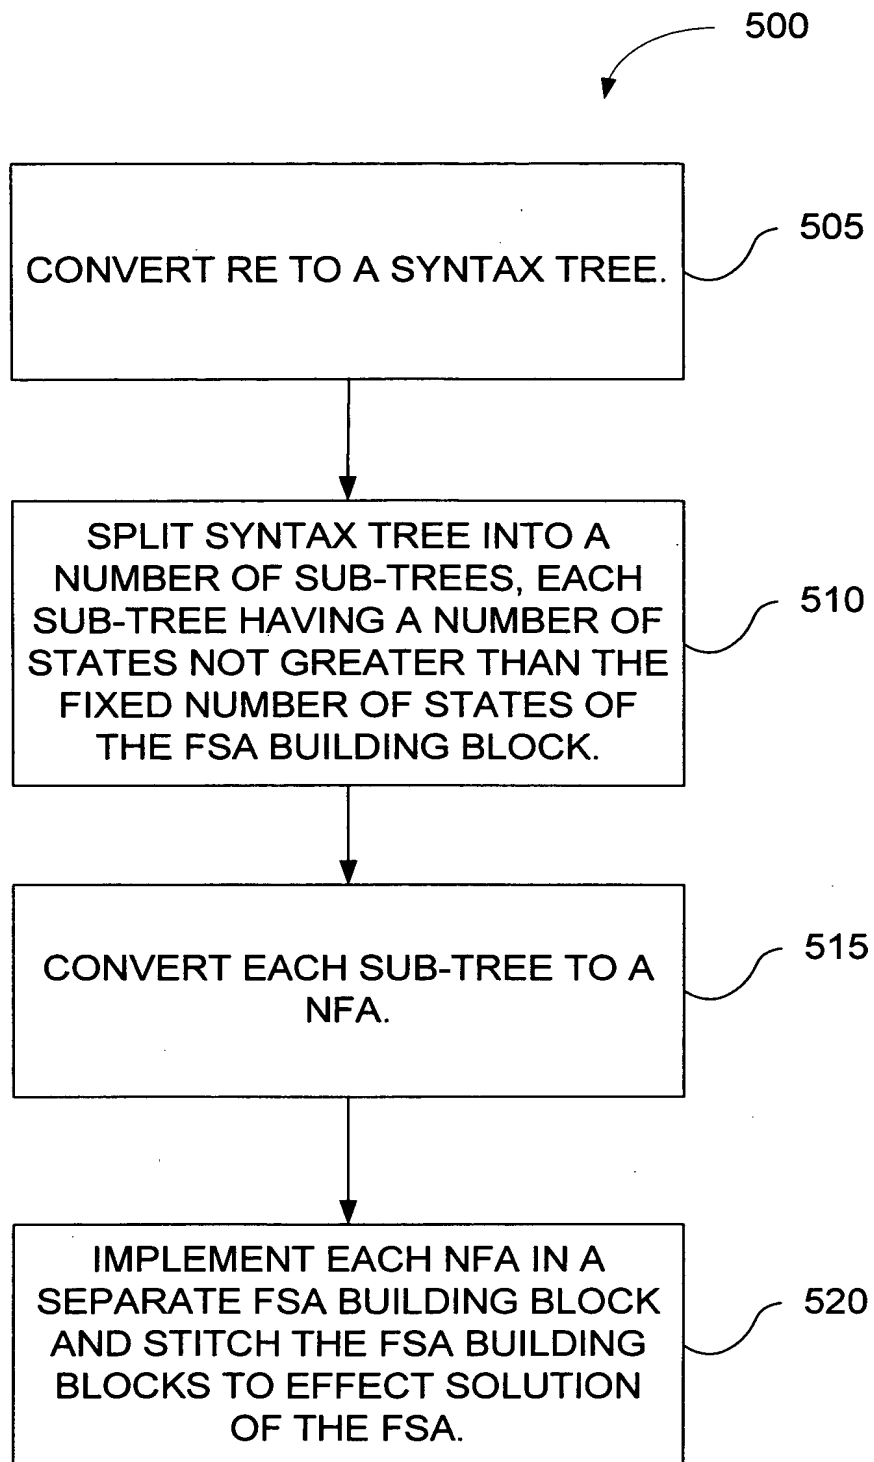 500
CONVERT RE TO A SYNTAX TREE.
505
SPLIT SYNTAX TREE INTO A
NUMBER OF SUB-TREES, EACH
SUB-TREE HAVING A NUMBER OF
STATES NOT GREATER THAN THE
FIXED NUMBER OF STATES OF
THE FSA BUILDING BLOCK.
510
CONVERT EACH SUB-TREE TO A
NFA.
515
IMPLEMENT EACH NFA IN A
SEPARATE FSA BUILDING BLOCK
AND STITCH THE FSA BUILDING
BLOCKS TO EFFECT SOLUTION
OF THE FSA.
520